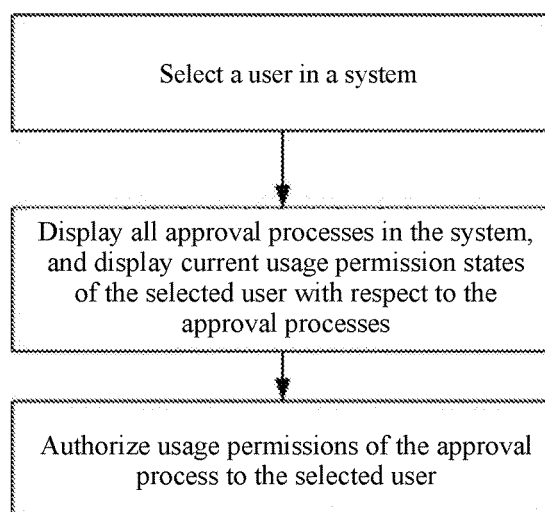 Select a user in a system
Display all approval processes in the system,
and display current usage permission states
of the selected user with respect to the
approval processes
Authorize usage permissions of the approval
process to the selected user